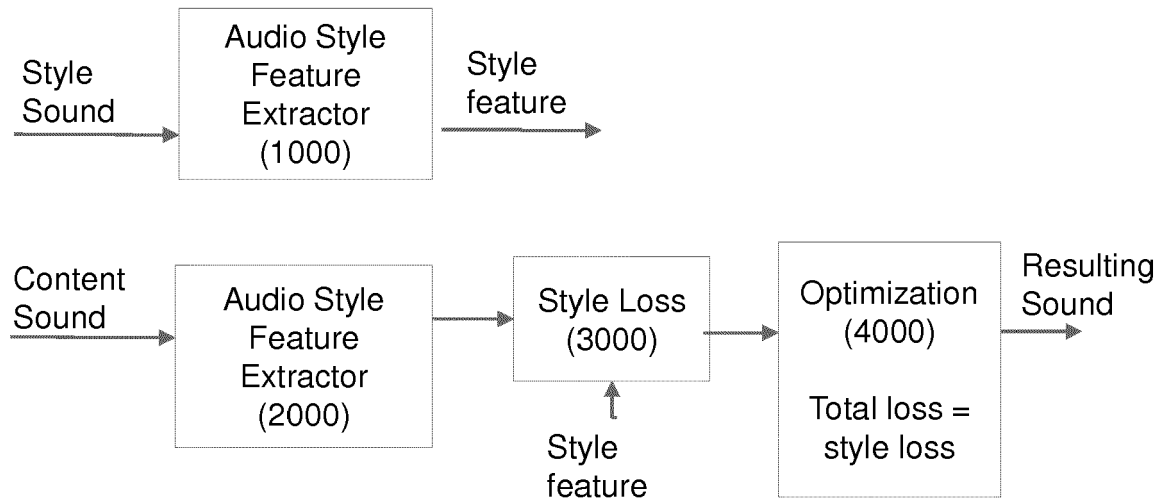 Style
Sound
Audio Style
Feature
Extractor
(1000)
Style
feature
Content
Sound
Audio Style
Feature
Extractor
(2000)
Style Loss
(3000)
Style
feature
Optimization
(4000)
Total loss =
style loss
Resulting
Sound